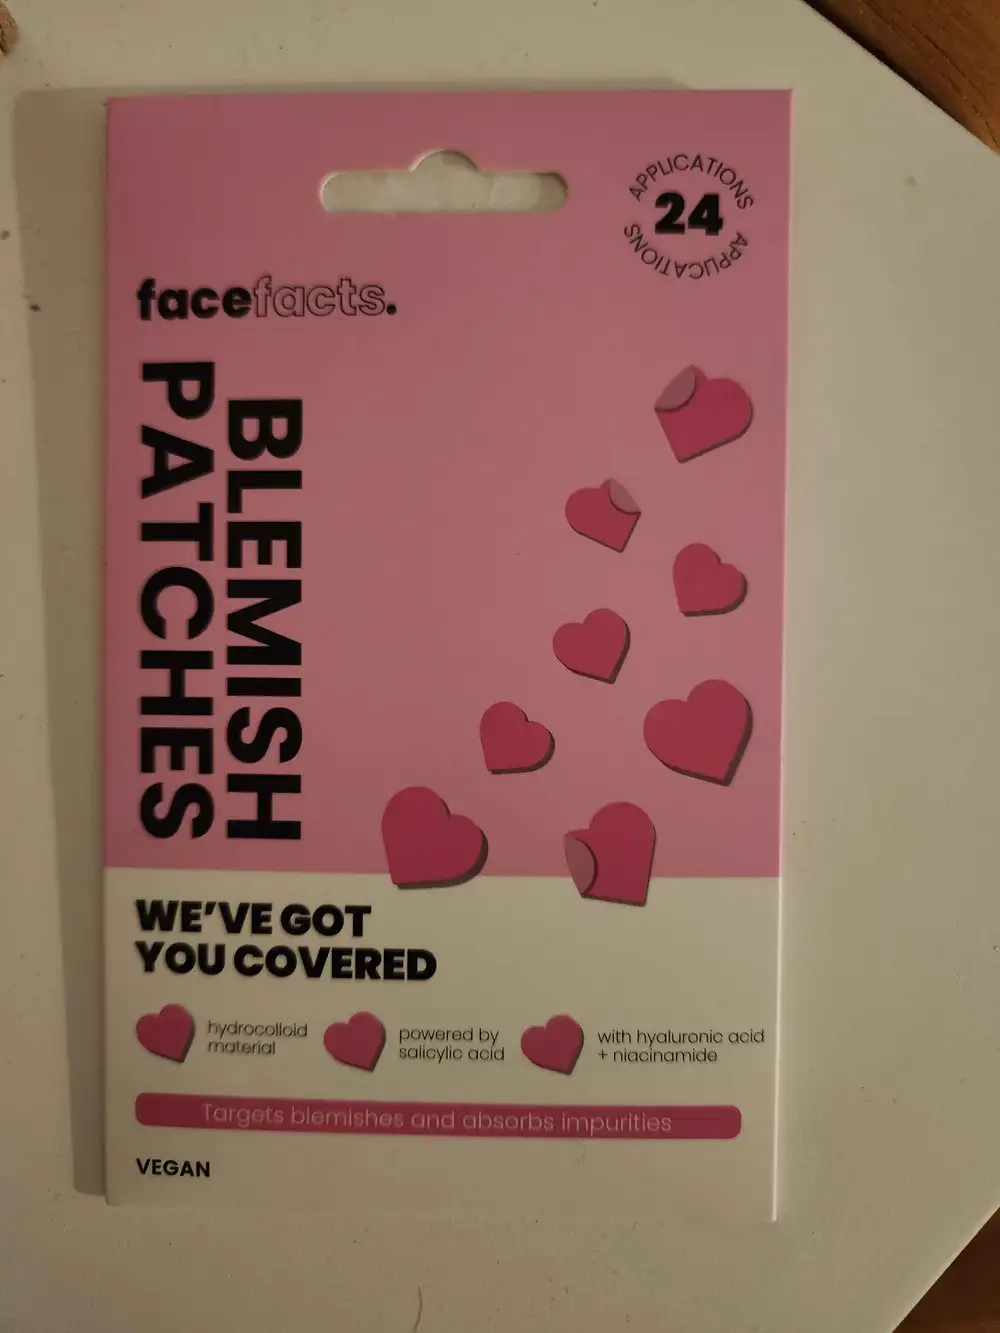 APPLICATIONS
24
APPLICATIONS
facefacts.
BLEMISH
PATCHES
WE'VE GOT
YOU COVERED
hydrocolloid
material
powered by
salicylic acid
with hyaluronic acid
+ niacinamide
Targets blemishes and absorbs impurities
VEGAN